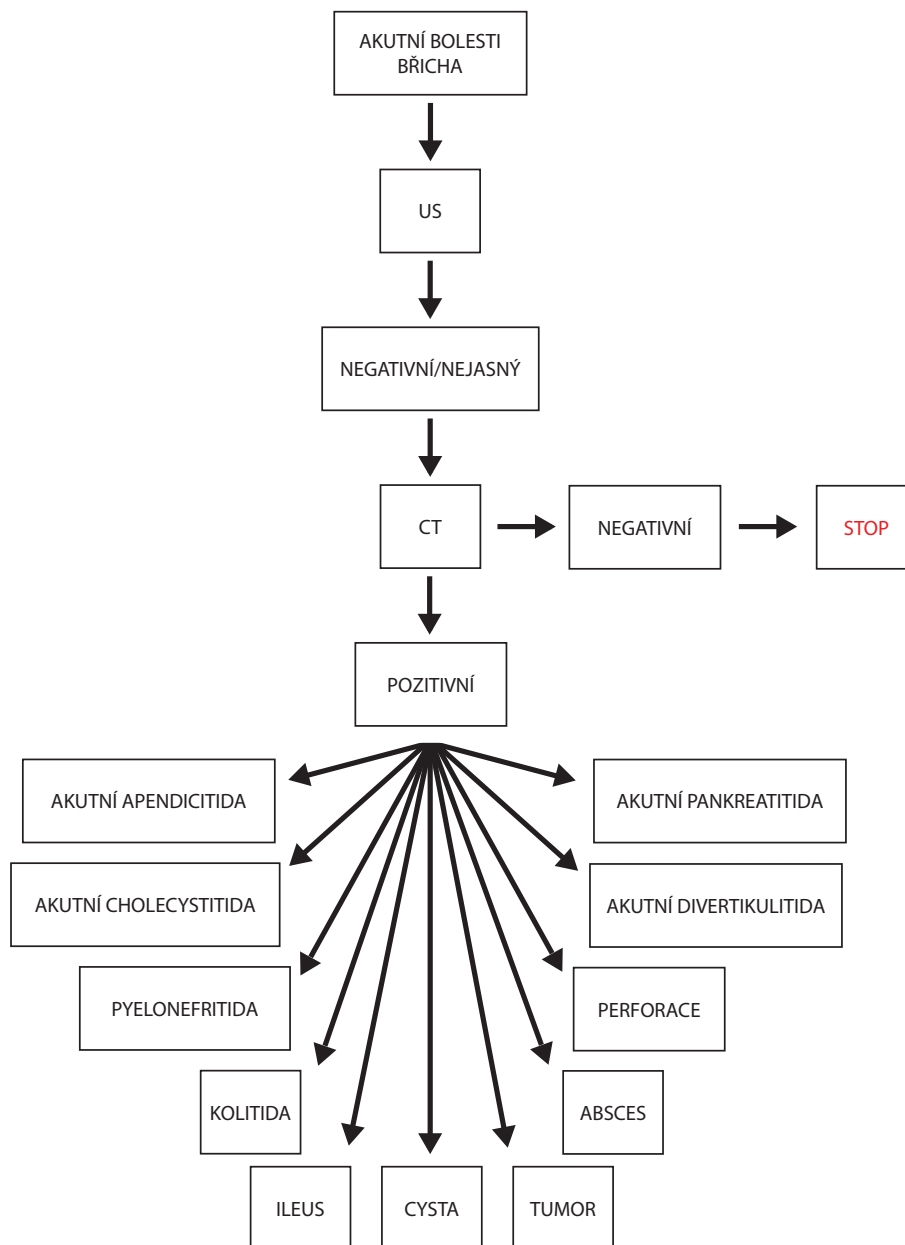 AKUTNÍ BOLESTI
BŘICHA
US
NEGATIVNÍ/NEJASNÝ
CT
NEGATIVNÍ
STOP
POZITIVNÍ
AKUTNÍ APENDICITIDA
AKUTNÍ PANKREATITIDA
AKUTNÍ CHOLECYSTITIDA
AKUTNÍ DIVERTIKULITIDA
PYELONEFRITIDA
PERFORACE
KOLITIDA
ABSCES
ILEUS
CYSTA
TUMOR